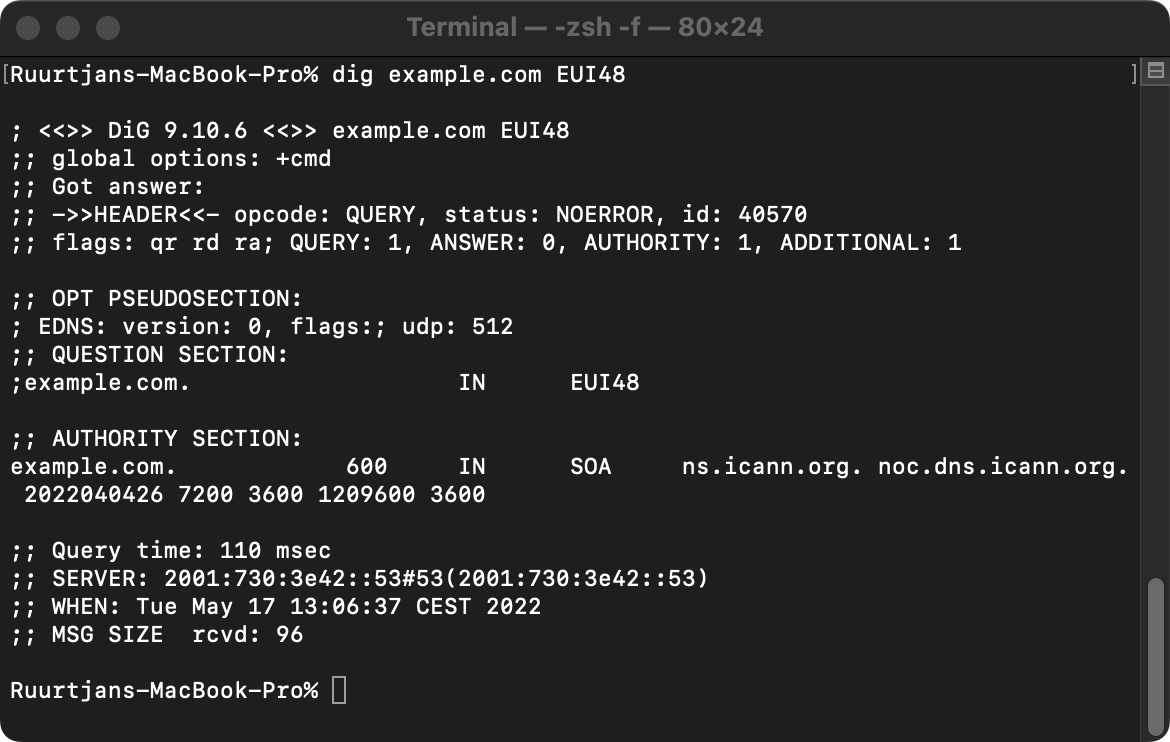 Terminal — -zsh -f — 80×24
[Ruurtjans-MacBook-Pro% dig example.com EUI48 ]
; <<>> DiG 9.10.6 <<>> example.com EUI48
;; global options: +cmd
;; Got answer:
;; ->>HEADER<<- opcode: QUERY, status: NOERROR, id: 40570
;; flags: qr rd ra; QUERY: 1, ANSWER: 0, AUTHORITY: 1, ADDITIONAL: 1
;; OPT PSEUDOSECTION:
; EDNS: version: 0, flags:; udp: 512
;; QUESTION SECTION:
;example.com. IN EUI48
;; AUTHORITY SECTION:
example.com. 600 IN SOA ns.icann.org. noc.dns.icann.org.
2022040426 7200 3600 1209600 3600
;; Query time: 110 msec
;; SERVER: 2001:730:3e42::53#53(2001:730:3e42::53)
;; WHEN: Tue May 17 13:06:37 CEST 2022
;; MSG SIZE rcvd: 96
Ruurtjans-MacBook-Pro%